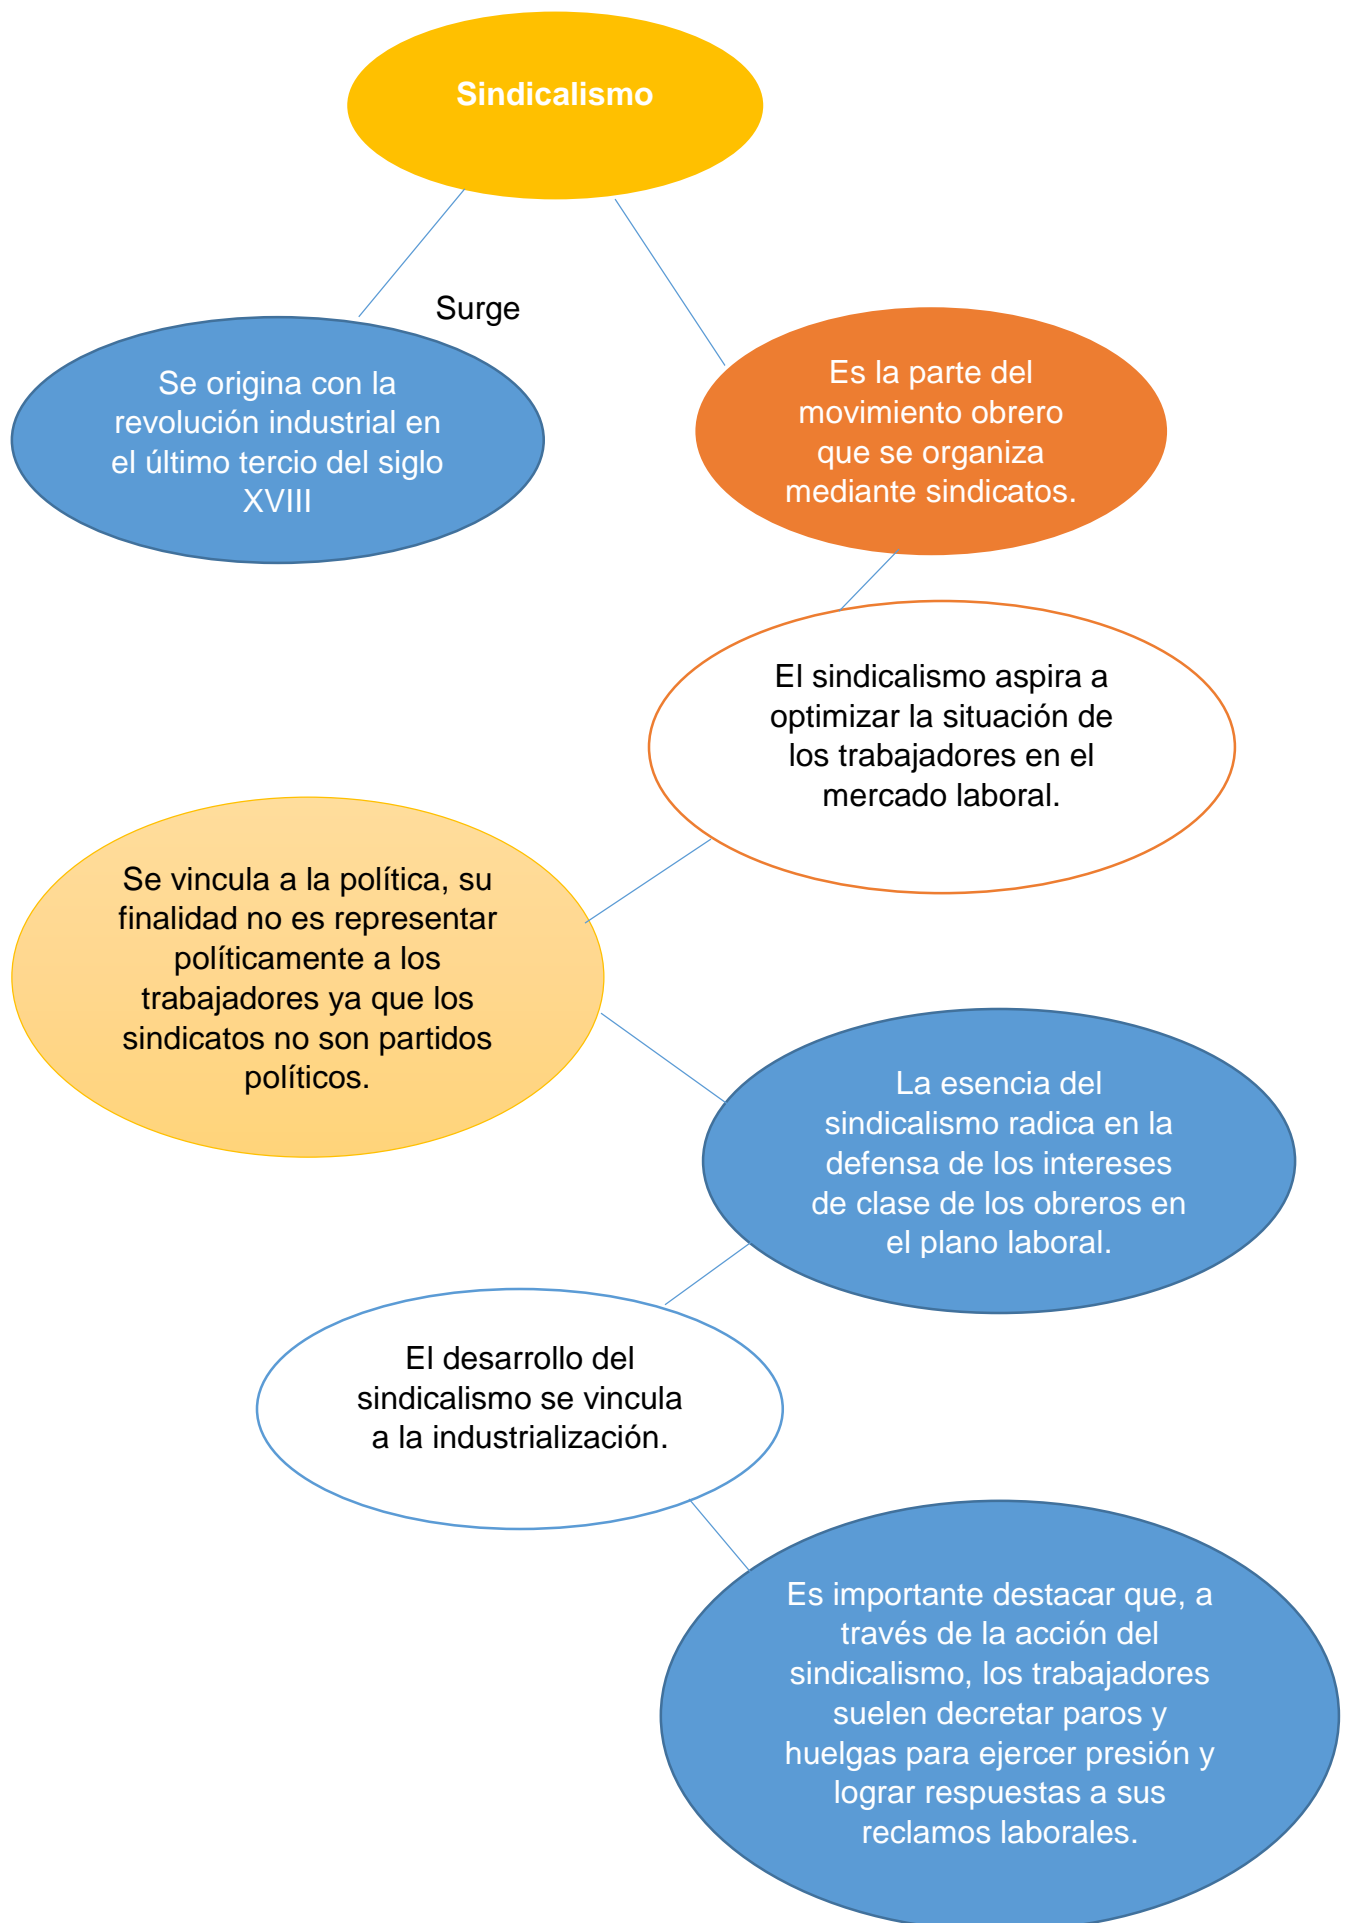 Sindicalismo
Surge
Se origina con la
revolución industrial en
el último tercio del siglo
XVIII
Es la parte del
movimiento obrero
que se organiza
mediante sindicatos.
El sindicalismo aspira a
optimizar la situación de
los trabajadores en el
mercado laboral.
Se vincula a la política, su
finalidad no es representar
políticamente a los
trabajadores ya que los
sindicatos no son partidos
políticos.
La esencia del
sindicalismo radica en la
defensa de los intereses
de clase de los obreros en
el plano laboral.
El desarrollo del
sindicalismo se vincula
a la industrialización.
Es importante destacar que, a
través de la acción del
sindicalismo, los trabajadores
suelen decretar paros y
huelgas para ejercer presión y
lograr respuestas a sus
reclamos laborales.